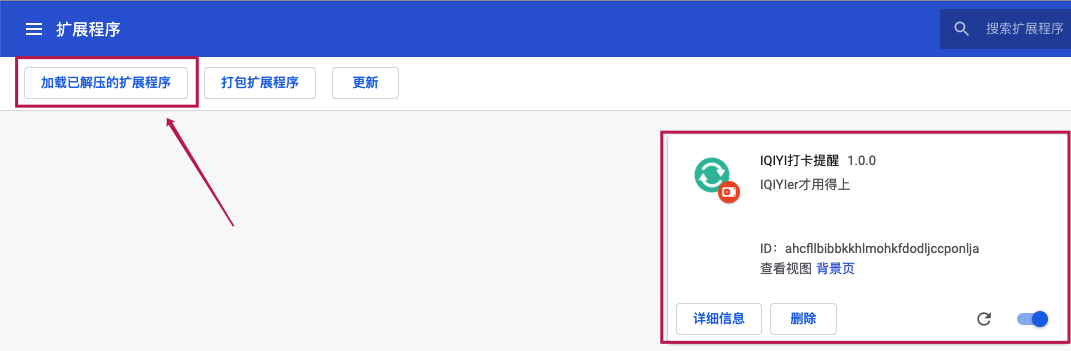 扩展程序
搜索扩展程序
加载已解压的扩展程序
打包扩展程序
更新
IQIYI打卡提醒 1.0.0
IQIYIer才用得上
ID：ahcfllbibbkkhlmohkfdodljccponlja
查看视图 背景页
详细信息
删除